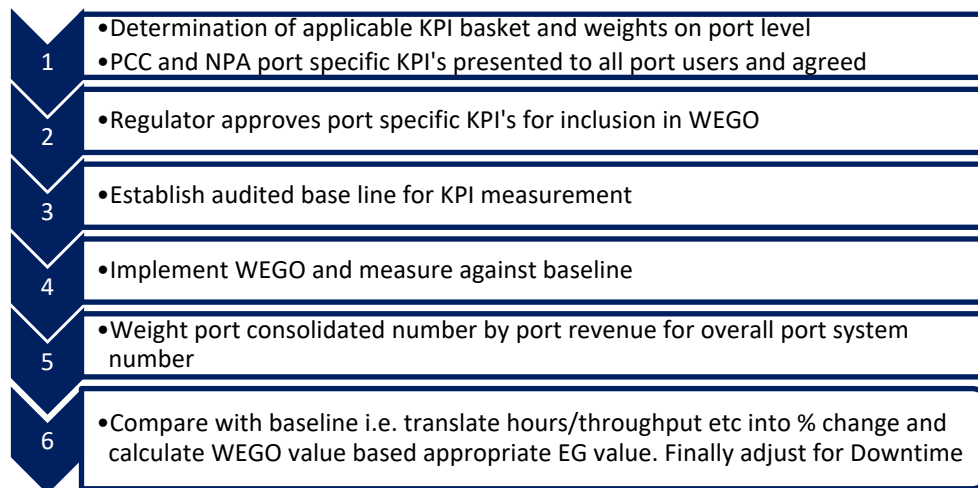 1
•Determination of applicable KPI basket and weights on port level
•PCC and NPA port specific KPI's presented to all port users and agreed
2
•Regulator approves port specific KPI's for inclusion in WEGO
3
•Establish audited base line for KPI measurement
4
•Implement WEGO and measure against baseline
5
•Weight port consolidated number by port revenue for overall port system
number
6
•Compare with baseline i.e. translate hours/throughput etc into % change and
calculate WEGO value based appropriate EG value. Finally adjust for Downtime